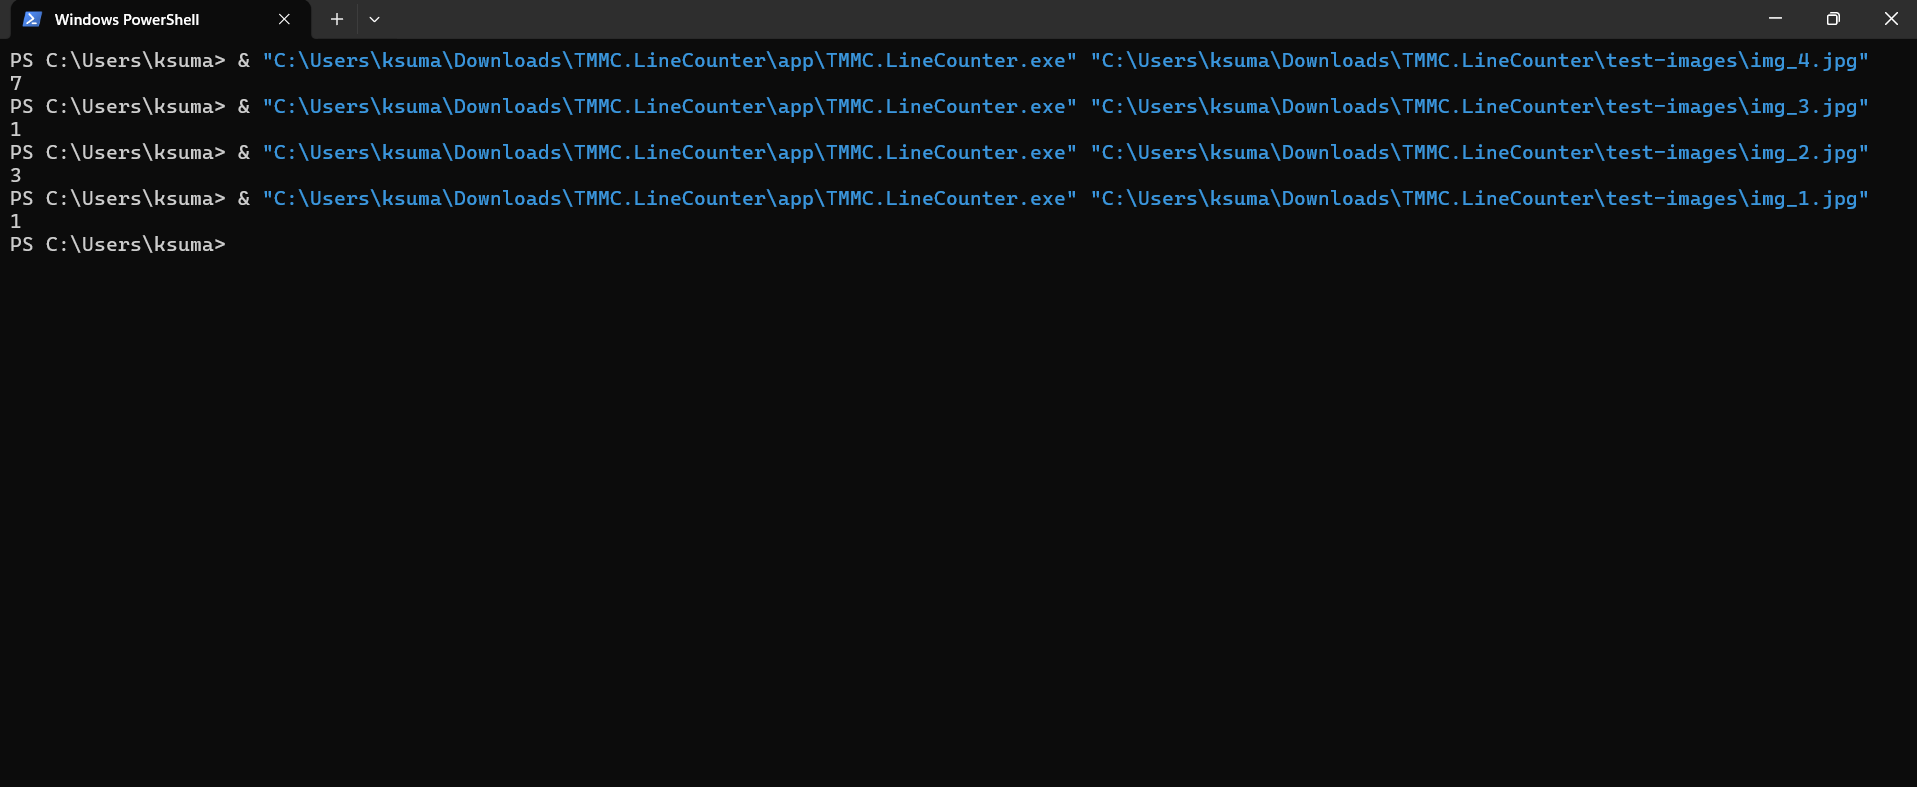 Windows PowerShell
PS C:\Users\ksuma> & "C:\Users\ksuma\Downloads\TMMC.LineCounter\app\TMMC.LineCounter.exe" "C:\Users\ksuma\Downloads\TMMC.LineCounter\test-images\img_4.jpg"
7
PS C:\Users\ksuma> & "C:\Users\ksuma\Downloads\TMMC.LineCounter\app\TMMC.LineCounter.exe" "C:\Users\ksuma\Downloads\TMMC.LineCounter\test-images\img_3.jpg"
1
PS C:\Users\ksuma> & "C:\Users\ksuma\Downloads\TMMC.LineCounter\app\TMMC.LineCounter.exe" "C:\Users\ksuma\Downloads\TMMC.LineCounter\test-images\img_2.jpg"
3
PS C:\Users\ksuma> & "C:\Users\ksuma\Downloads\TMMC.LineCounter\app\TMMC.LineCounter.exe" "C:\Users\ksuma\Downloads\TMMC.LineCounter\test-images\img_1.jpg"
1
PS C:\Users\ksuma>